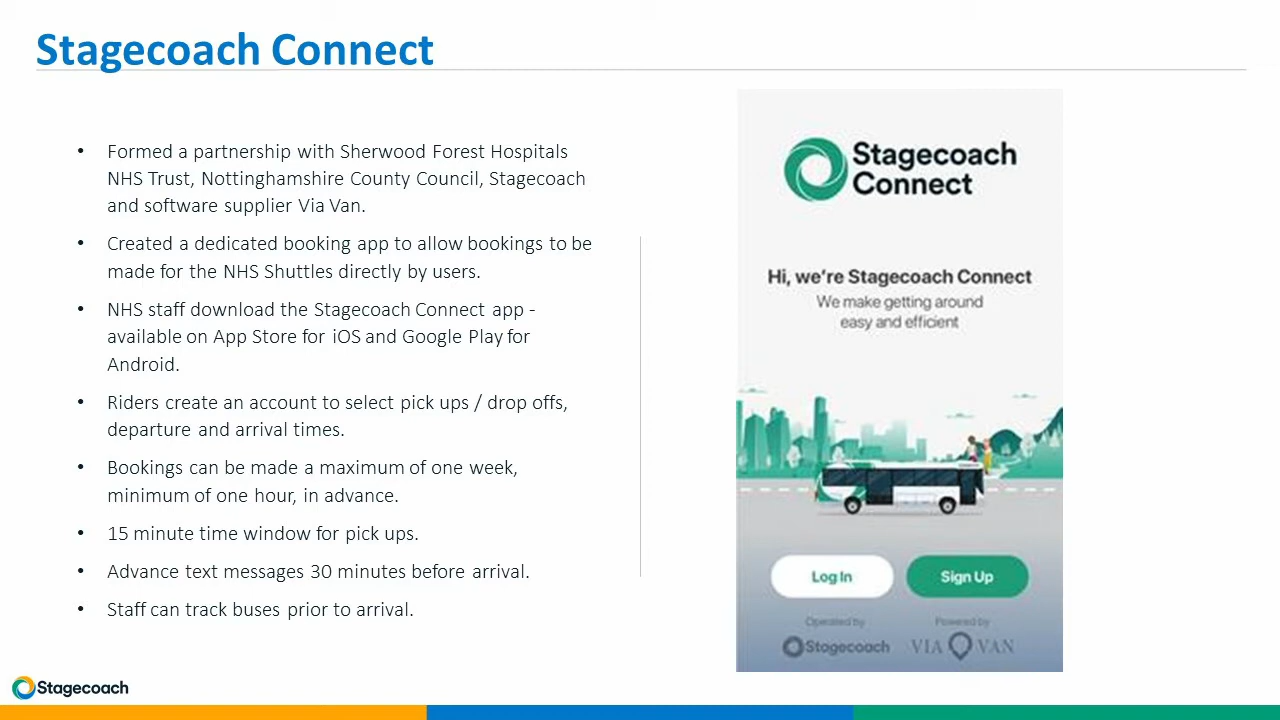 Stagecoach Connect
• Formed a partnership with Sherwood Forest Hospitals
NHS Trust, Nottinghamshire County Council, Stagecoach
and software supplier Via Van.
• Created a dedicated booking app to allow bookings to be
made for the NHS Shuttles directly by users.
• NHS staff download the Stagecoach Connect app -
available on App Store for iOS and Google Play for
Android.
• Riders create an account to select pick ups / drop offs,
departure and arrival times.
• Bookings can be made a maximum of one week,
minimum of one hour, in advance.
• 15 minute time window for pick ups.
• Advance text messages 30 minutes before arrival.
• Staff can track buses prior to arrival.
Stagecoach
Connect
Hi, we're Stagecoach Connect
We make getting around
easy and efficient
Log In
Sign Up
Operated by
Powered by
Stagecoach
VIA VAN
Stagecoach